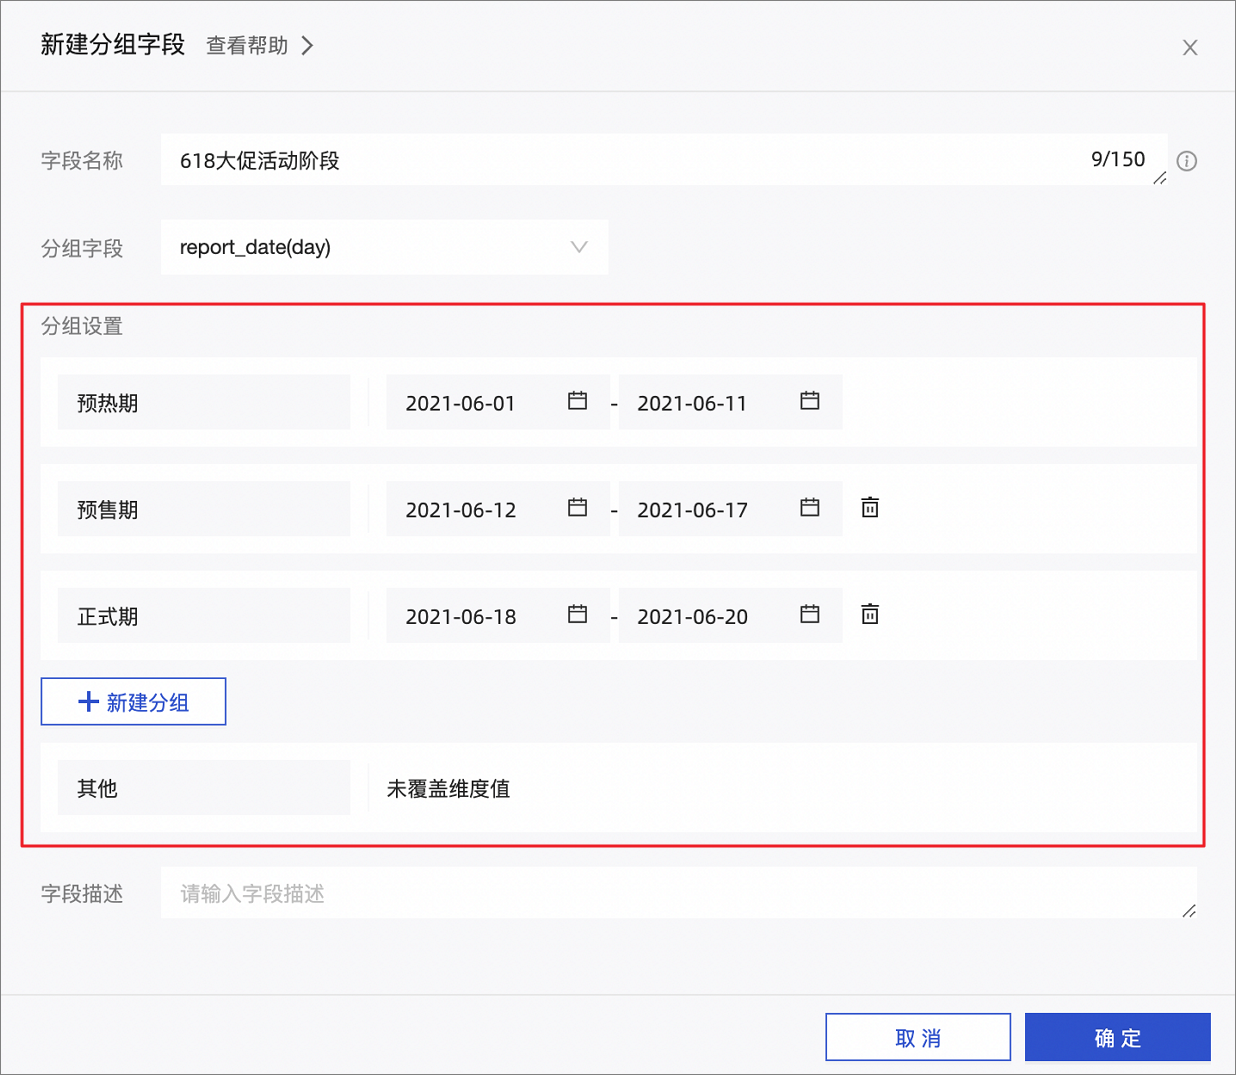 新建分组字段 查看帮助
字段名称 618大促活动阶段 9/150
分组字段 report_date(day)
分组设置
预热期 2021-06-01 - 2021-06-11
预售期 2021-06-12 - 2021-06-17
正式期 2021-06-18 - 2021-06-20
新建分组
其他 未覆盖维度值
字段描述 请输入字段描述
取消 确定